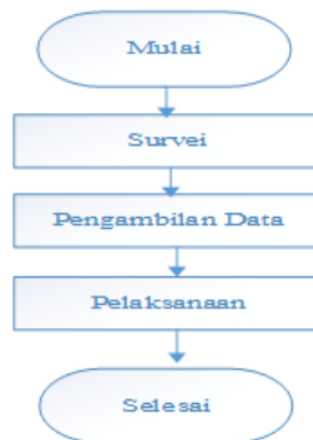 Mulai
Survei
Pengambilan Data
Pelaksanaan
Selesai